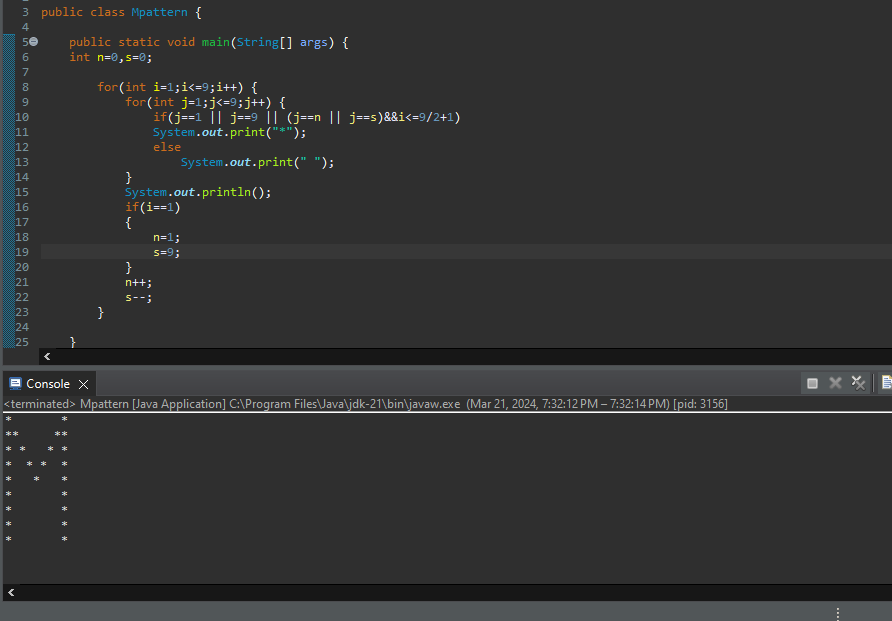 3 public class Mpattern {
4
5 public static void main(String[] args) {
6 int n=0,s=0;
7
8 for(int i=1;i<=9;i++) {
9 for(int j=1;j<=9;j++) {
10 if(j==1 || j==9 || (j==n || j==s)&&i<=9/2+1)
11 System.out.print("*");
12 else
13 System.out.print(" ");
14 }
15 System.out.println();
16 if(i==1)
17 {
18 n=1;
19 s=9;
20 }
21 n++;
22 s--;
23 }
24
25 }
Console
<terminated> Mpattern [Java Application] C:\Program Files\Java\jdk-21\bin\javaw.exe (Mar 21, 2024, 7:32:12 PM – 7:32:14 PM) [pid: 3156]
*       *
**     **
* *   * *
*  * *  *
*   *   *
*       *
*       *
*       *
*       *